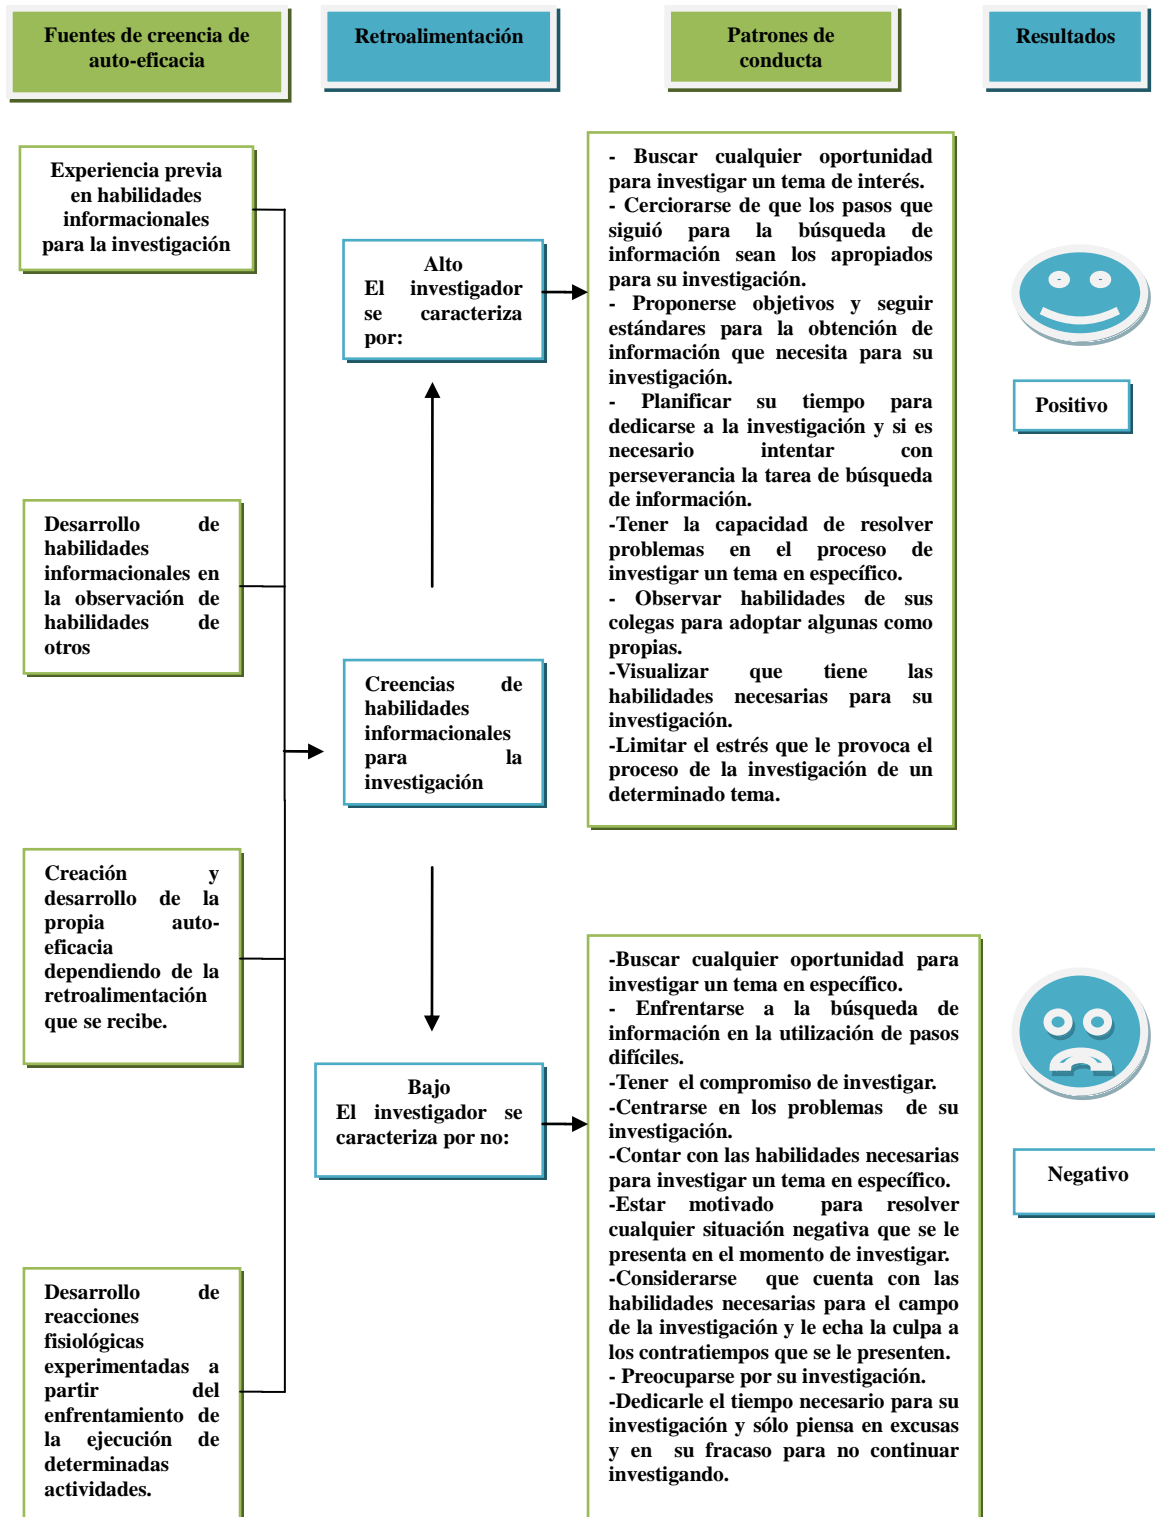 Fuentes de creencia de
auto-eficacia
Retroalimentación
Patrones de
conducta
Resultados
Experiencia previa
en habilidades
informacionales
para la investigación
Desarrollo de
habilidades
informacionales en
la observación de
habilidades de
otros
Creación y
desarrollo de la
propia auto-
eficacia
dependiendo de la
retroalimentación
que se recibe.
Desarrollo de
reacciones
fisiológicas
experimentadas a
partir del
enfrentamiento de
la ejecución de
determinadas
actividades.
Alto
El investigador
se caracteriza
por:
Creencias de
habilidades
informacionales
para la
investigación
Bajo
El investigador se
caracteriza por no:
- Buscar cualquier oportunidad
para investigar un tema de interés.
- Cerciorarse de que los pasos que
siguió para la búsqueda de
información sean los apropiados
para su investigación.
- Proponerse objetivos y seguir
estándares para la obtención de
información que necesita para su
investigación.
- Planificar su tiempo para
dedicarse a la investigación y si es
necesario intentar con
perseverancia la tarea de búsqueda
de información.
-Tener la capacidad de resolver
problemas en el proceso de
investigar un tema en específico.
- Observar habilidades de sus
colegas para adoptar algunas como
propias.
-Visualizar que tiene las
habilidades necesarias para su
investigación.
-Limitar el estrés que le provoca el
proceso de la investigación de un
determinado tema.
-Buscar cualquier oportunidad para
investigar un tema en específico.
- Enfrentarse a la búsqueda de
información en la utilización de pasos
difíciles.
-Tener el compromiso de investigar.
-Centrarse en los problemas de su
investigación.
-Contar con las habilidades necesarias
para investigar un tema en específico.
-Estar motivado para resolver
cualquier situación negativa que se le
presenta en el momento de investigar.
-Considerarse que cuenta con las
habilidades necesarias para el campo
de la investigación y le echa la culpa a
los contratiempos que se le presenten.
- Preocuparse por su investigación.
-Dedicarle el tiempo necesario para su
investigación y sólo piensa en excusas
y en su fracaso para no continuar
investigando.
Positivo
Negativo